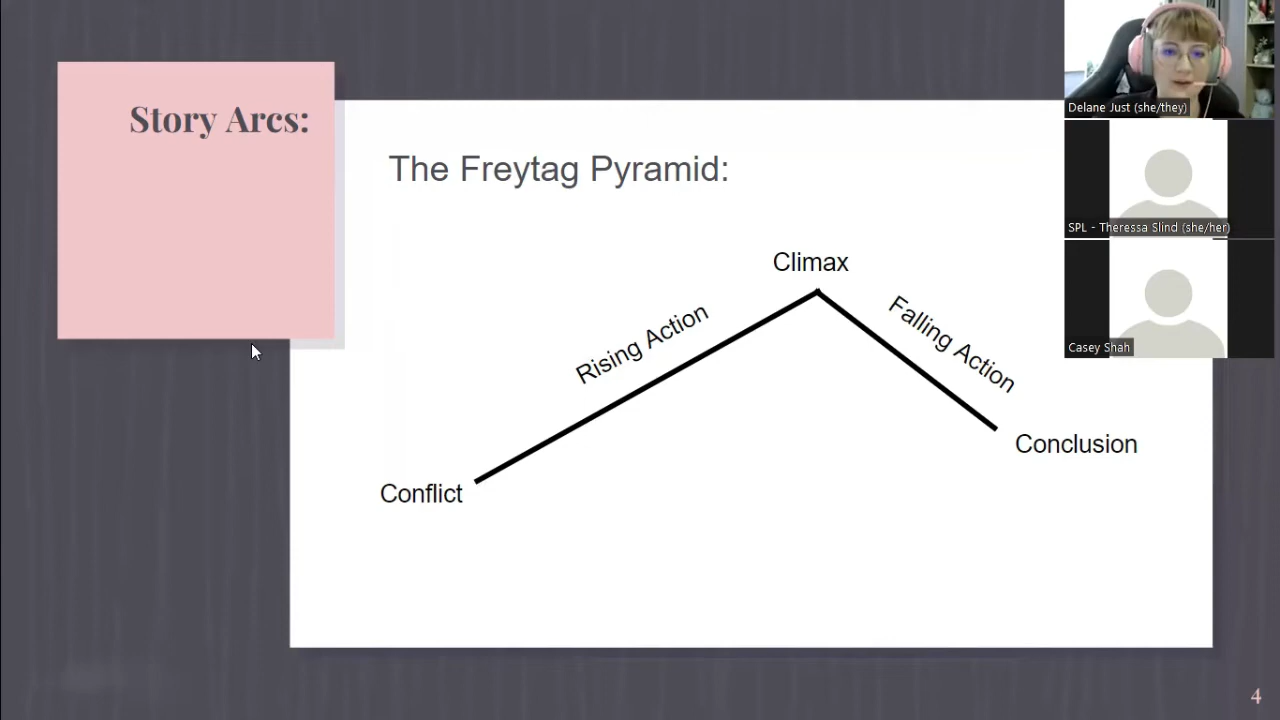 Story Arcs:
The Freytag Pyramid:
Climax
Rising Action
Falling Action
Conflict
Conclusion
Delane Just (she/they)
SPL - Theressa Slind (she/her)
Casey Shah
4